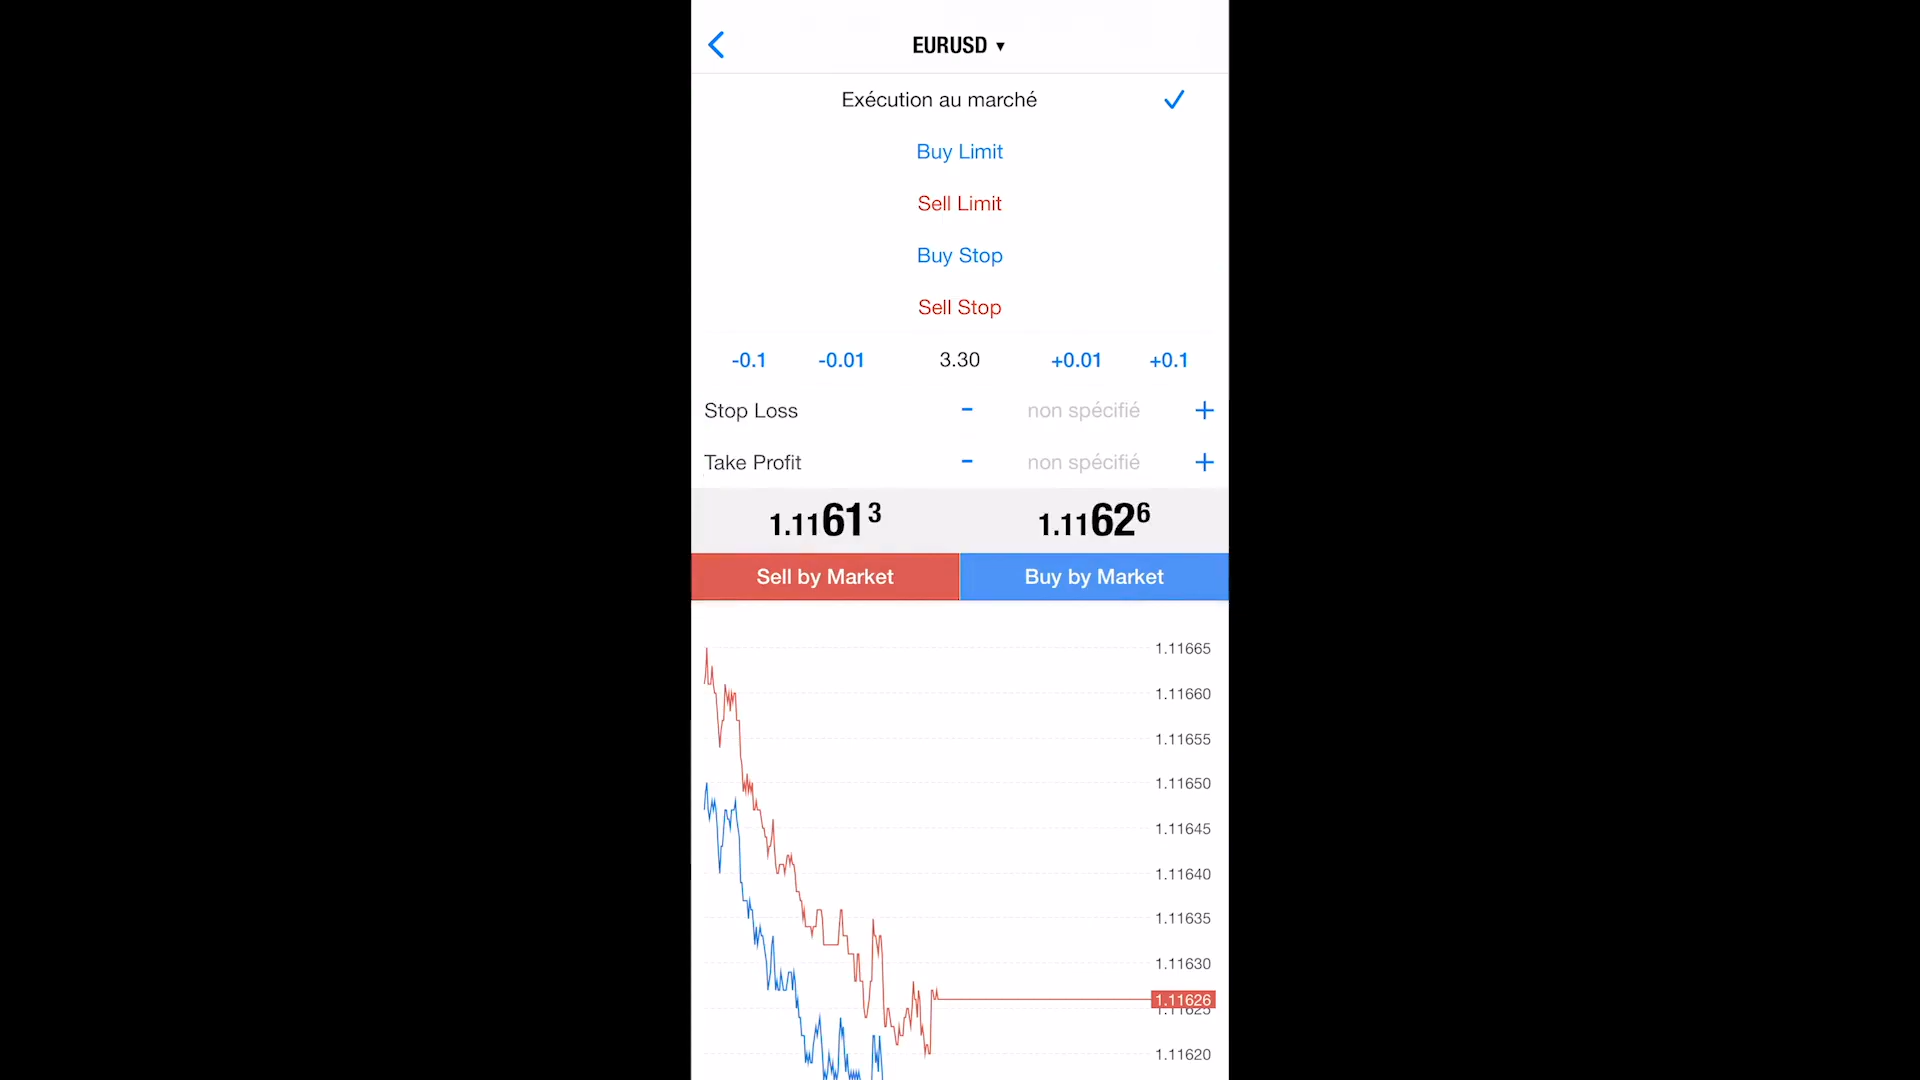 EURUSD ▼
Exécution au marché
Buy Limit
Sell Limit
Buy Stop
Sell Stop
-0.1 -0.01 3.30 +0.01 +0.1
Stop Loss - non spécifié +
Take Profit - non spécifié +
1.11613 1.11626
Sell by Market Buy by Market
1.11665
1.11660
1.11655
1.11650
1.11645
1.11640
1.11635
1.11630
1.11626
1.11625
1.11620